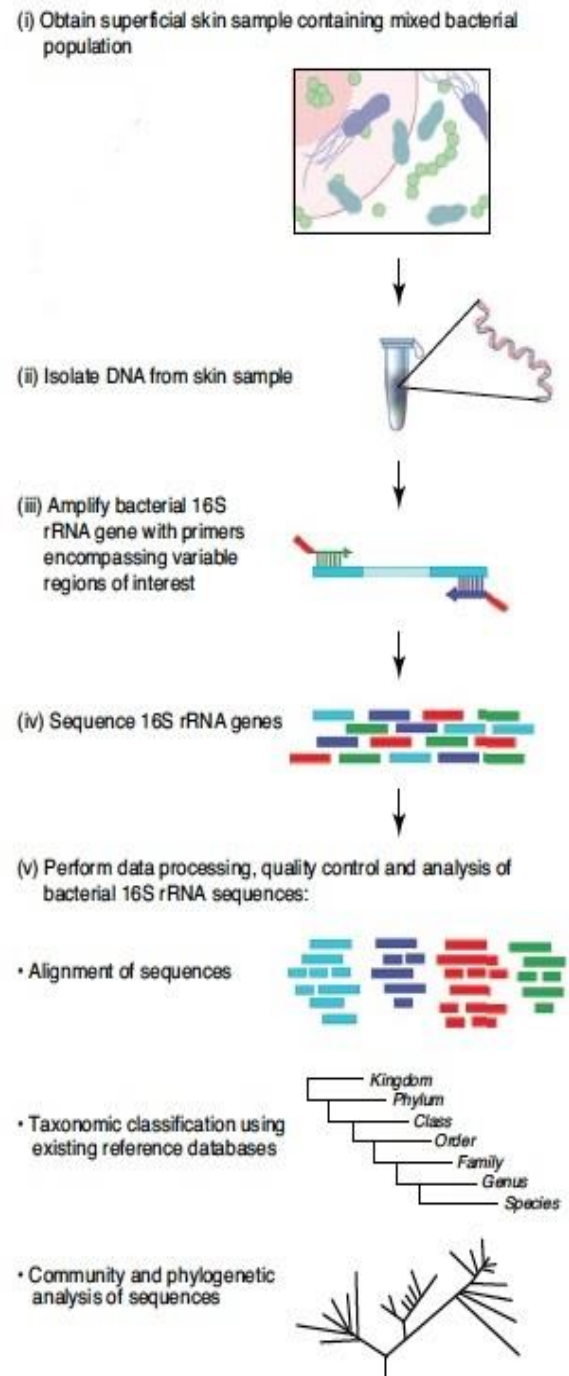 (i) Obtain superficial skin sample containing mixed bacterial
population
(ii) Isolate DNA from skin sample
(iii) Amplify bacterial 16S
rRNA gene with primers
encompassing variable
regions of interest
(iv) Sequence 16S rRNA genes
(v) Perform data processing, quality control and analysis of
bacterial 16S rRNA sequences:
• Alignment of sequences
• Taxonomic classification using
existing reference databases
Kingdom
Phylum
Class
Order
Family
Genus
Species
• Community and phylogenetic
analysis of sequences